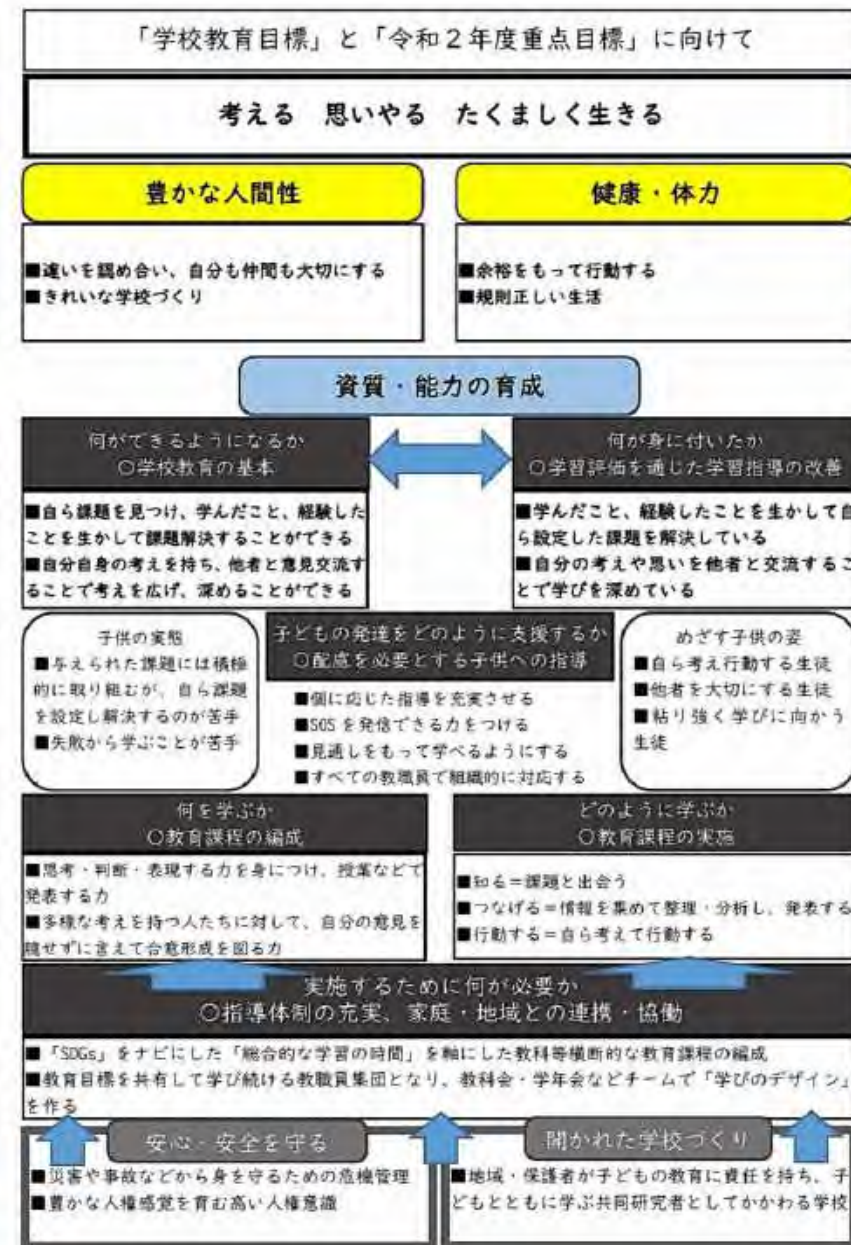 「学校教育目標」と「令和2年度重点目標」に向けて
考える 思いやる たくましく生きる
豊かな人間性
■違いを認め合い、自分も仲間も大切にする
■きれいな学校づくり
健康・体力
■余裕をもって行動する
■規則正しい生活
資質・能力の育成
何ができるようになるか
○学校教育の基本
■自ら課題を見つけ、学んだこと、経験した
ことを生かして課題解決することができる
■自分自身の考えを持ち、他者と意見交流す
ることで考えを広げ、深めることができる
何が身に付いたか
○学習評価を通じた学習指導の改善
■学んだこと、経験したことを生かして自
ら設定した課題を解決している
■自分の考えや思いを他者と交流するこ
とで学びを深めている
子供の実態
■与えられた課題には積極
的に取り組むが、自ら課題
を設定し解決するのが苦手
■失敗から学ぶことが苦手
子どもの発達をどのように支援するか
○配慮を必要とする子供への指導
■個に応じた指導を充実させる
■SOSを発信できる力をつける
■見通しをもって学べるようにする
■すべての教職員で組織的に対応する
めざす子供の姿
■自ら考え行動する生徒
■他者を大切にする生徒
■粘り強く学びに向かう
生徒
何を学ぶか
○教育課程の編成
■思考・判断・表現する力を身につけ、授業などで
発表する力
■多様な考えを持つ人たちに対して、自分の意見を
臆せずに言えて合意形成を図る力
どのように学ぶか
○教育課程の実施
■知る＝課題と出会う
■つなげる＝情報を集めて整理・分析し、発表する
■行動する＝自ら考えて行動する
実施するために何が必要か
○指導体制の充実、家庭・地域との連携・協働
■「SDGs」をナビにした「総合的な学習の時間」を軸にした教科等横断的な教育課程の編成
■教育目標を共有して学び続ける教職員集団となり、教科会・学年会などチームで「学びのデザイン」
を作る
安心・安全を守る
■災害や事故などから身を守るための危機管理
■豊かな人権感覚を育む高い人権意識
開かれた学校づくり
■地域・保護者が子どもの教育に責任を持ち、子
どもとともに学ぶ共同研究者としてかかわる学校